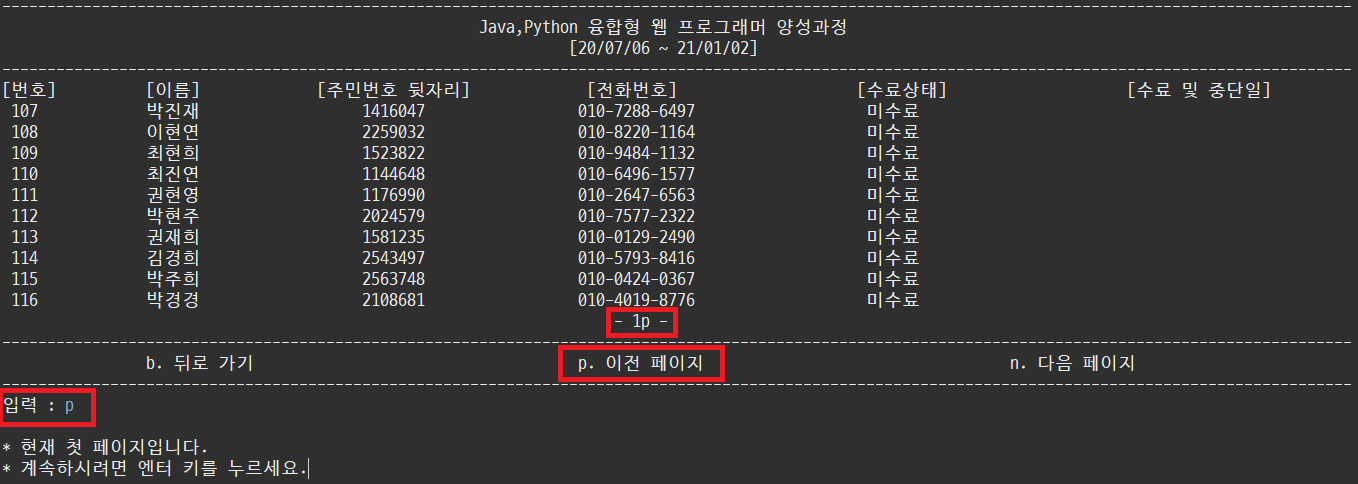 Java,Python 융합형 웹 프로그래머 양성과정
[20/07/06 ~ 21/01/02]
[번호] [이름] [주민번호 뒷자리] [전화번호] [수료상태] [수료 및 중단일]
107 박진재 1416047 010-7288-6497 미수료
108 이현연 2259032 010-8220-1164 미수료
109 최현희 1523822 010-9484-1132 미수료
110 최진연 1144648 010-6496-1577 미수료
111 권현영 1176990 010-2647-6563 미수료
112 박현주 2024579 010-7577-2322 미수료
113 권재희 1581235 010-0129-2490 미수료
114 김경희 2543497 010-5793-8416 미수료
115 박주희 2563748 010-0424-0367 미수료
116 박경경 2108681 010-4019-8776 미수료
- 1p -
b. 뒤로 가기 p. 이전 페이지 n. 다음 페이지
입력 : p
* 현재 첫 페이지입니다.
* 계속하시려면 엔터 키를 누르세요.